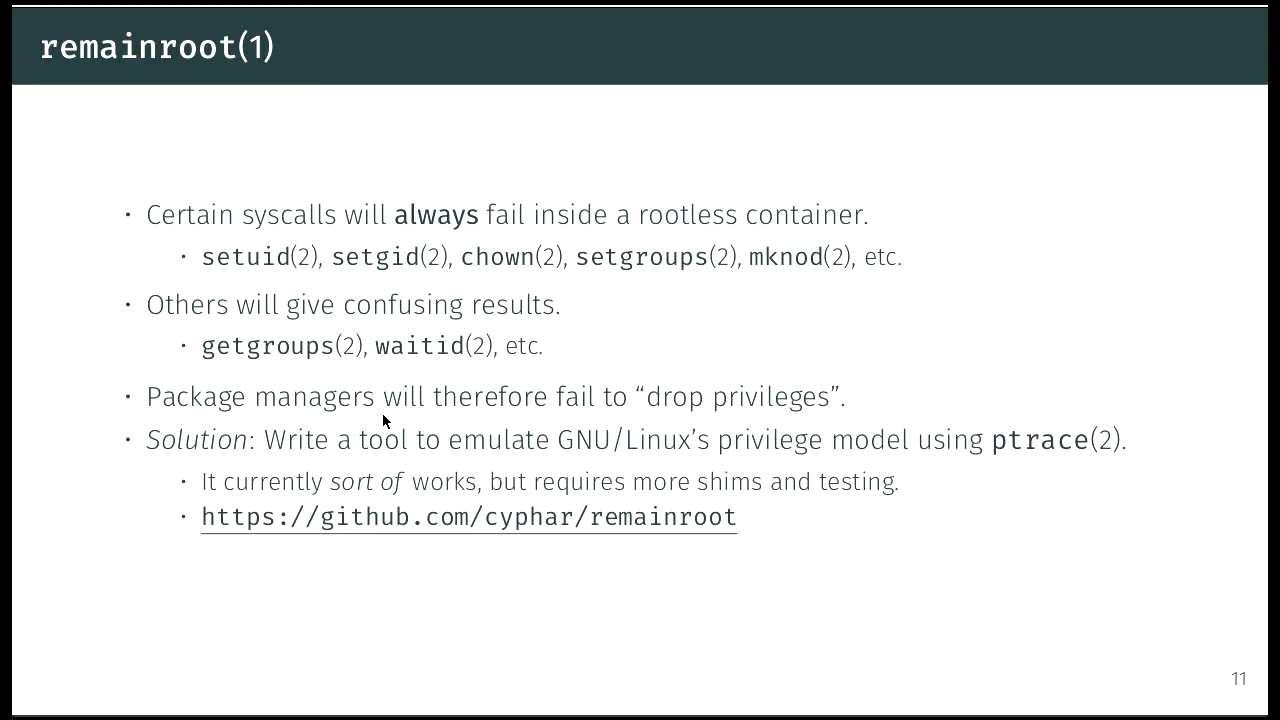 remainroot(1)
• Certain syscalls will always fail inside a rootless container.
• setuid(2), setgid(2), chown(2), setgroups(2), mknod(2), etc.
• Others will give confusing results.
• getgroups(2), waitid(2), etc.
• Package managers will therefore fail to “drop privileges”.
• Solution: Write a tool to emulate GNU/Linux’s privilege model using ptrace(2).
• It currently sort of works, but requires more shims and testing.
• https://github.com/cyphar/remainroot
11